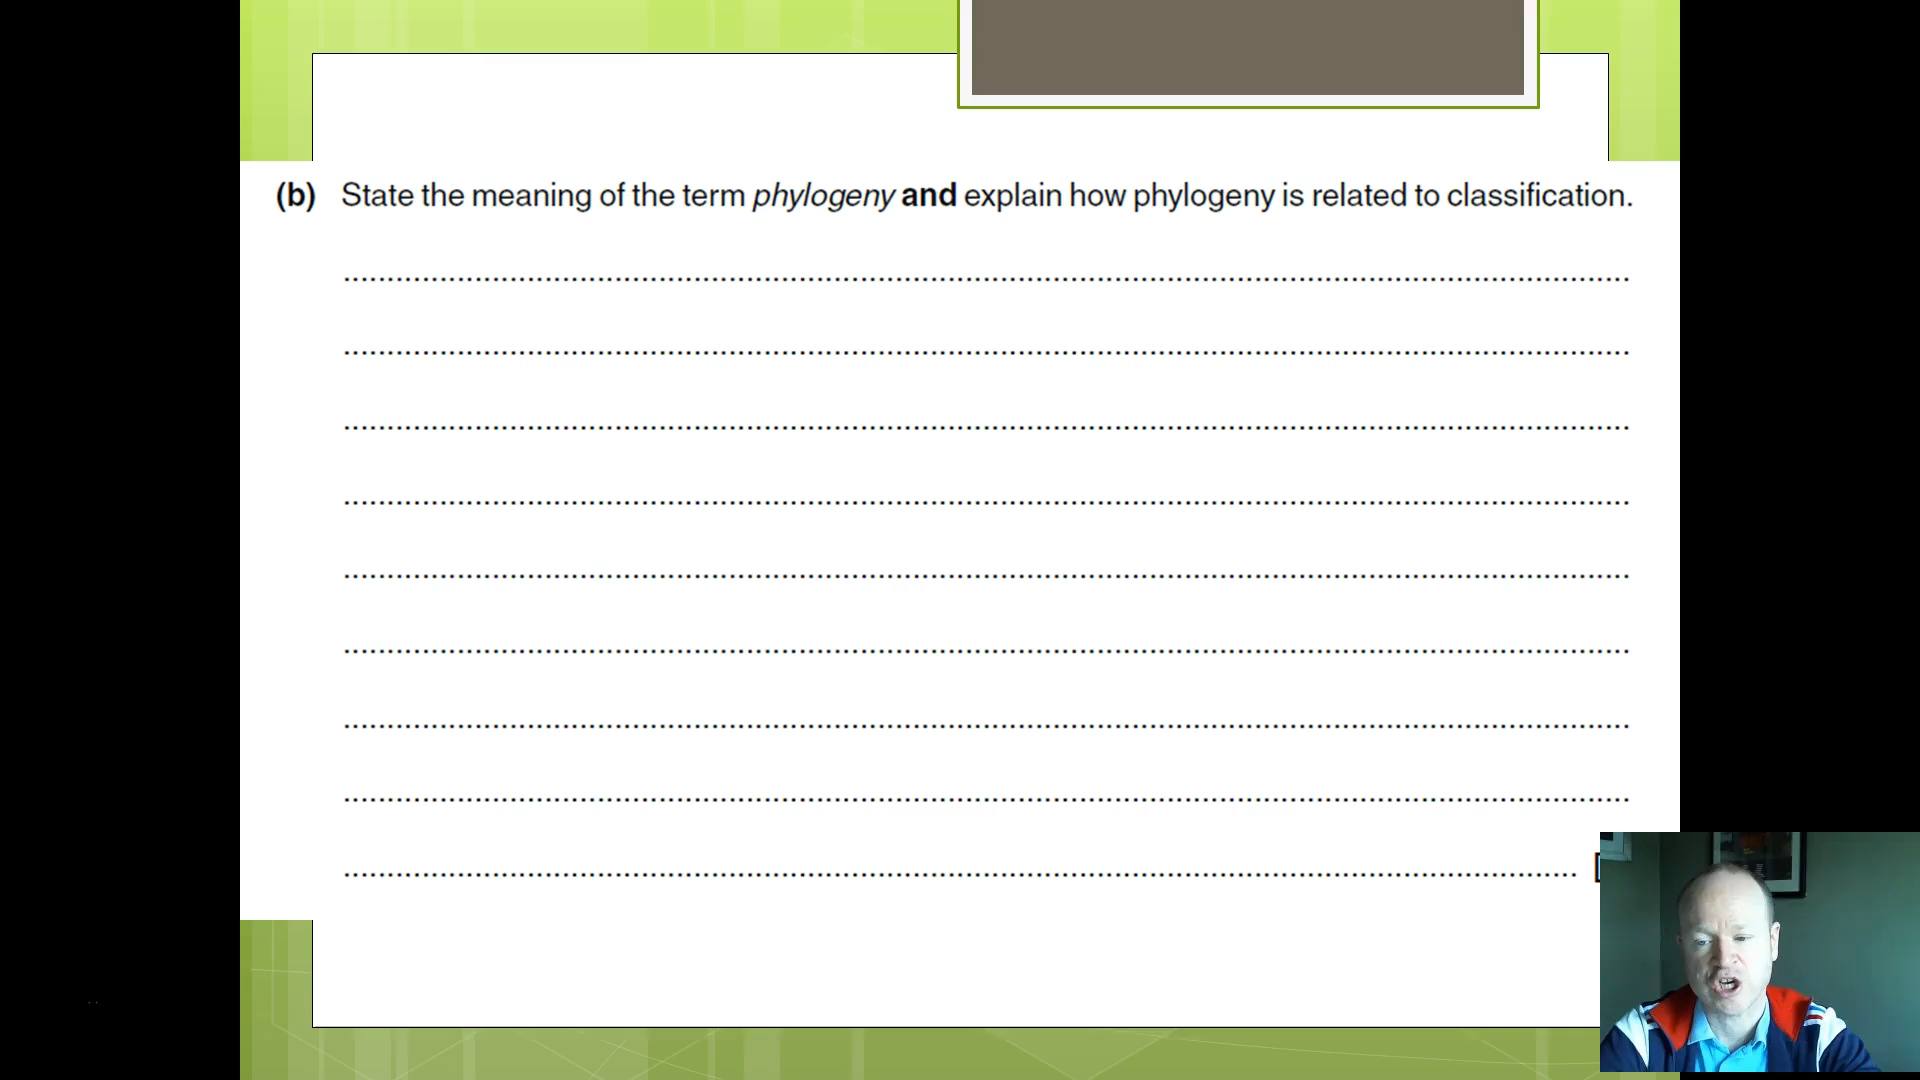 (b) State the meaning of the term phylogeny and explain how phylogeny is related to classification.